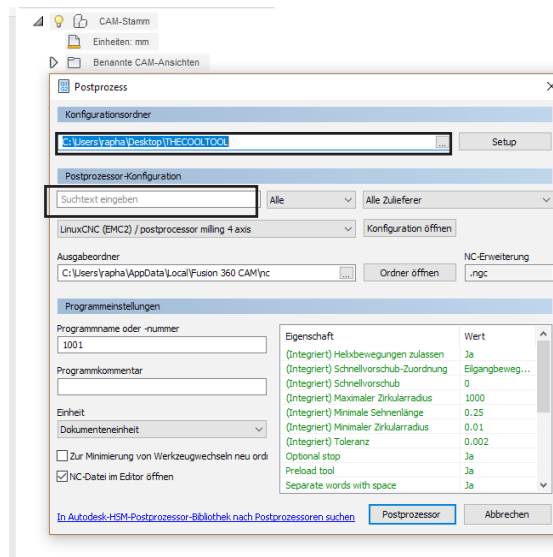 CAM-Stamm
Einheiten: mm
Benannte CAM-Ansichten
Postprozess
Konfigurationsordner
C:\Users\rapha\Desktop\THECOOLTOOL
...
Setup
Postprozessor-Konfiguration
Suchtext eingeben
Alle
Alle Zulieferer
LinuxCNC (EMC2) / postprocessor milling 4 axis
Konfiguration öffnen
Ausgabeordner
NC-Erweiterung
C:\Users\rapha\AppData\Local\Fusion 360 CAM\nc
...
Ordner öffnen
.ngc
Programmeinstellungen
Programmname oder -nummer
1001
Programmkommentar
Einheit
Dokumenteneinheit
Zur Minimierung von Werkzeugwechseln neu ord
NC-Datei im Editor öffnen
Eigenschaft Wert
(Integriert) Helixbewegungen zulassen Ja
(Integriert) Schnellvorschub-Zuordnung Eilgangbeweg...
(Integriert) Schnellvorschub 0
(Integriert) Maximaler Zirkularradius 1000
(Integriert) Minimale Sehnenlänge 0.25
(Integriert) Minimaler Zirkularradius 0.01
(Integriert) Toleranz 0.002
Optional stop Ja
Preload tool Ja
Separate words with space Ja
In Autodesk-HSM-Postprozessor-Bibliothek nach Postprozessoren suchen
Postprozessor
Abbrechen